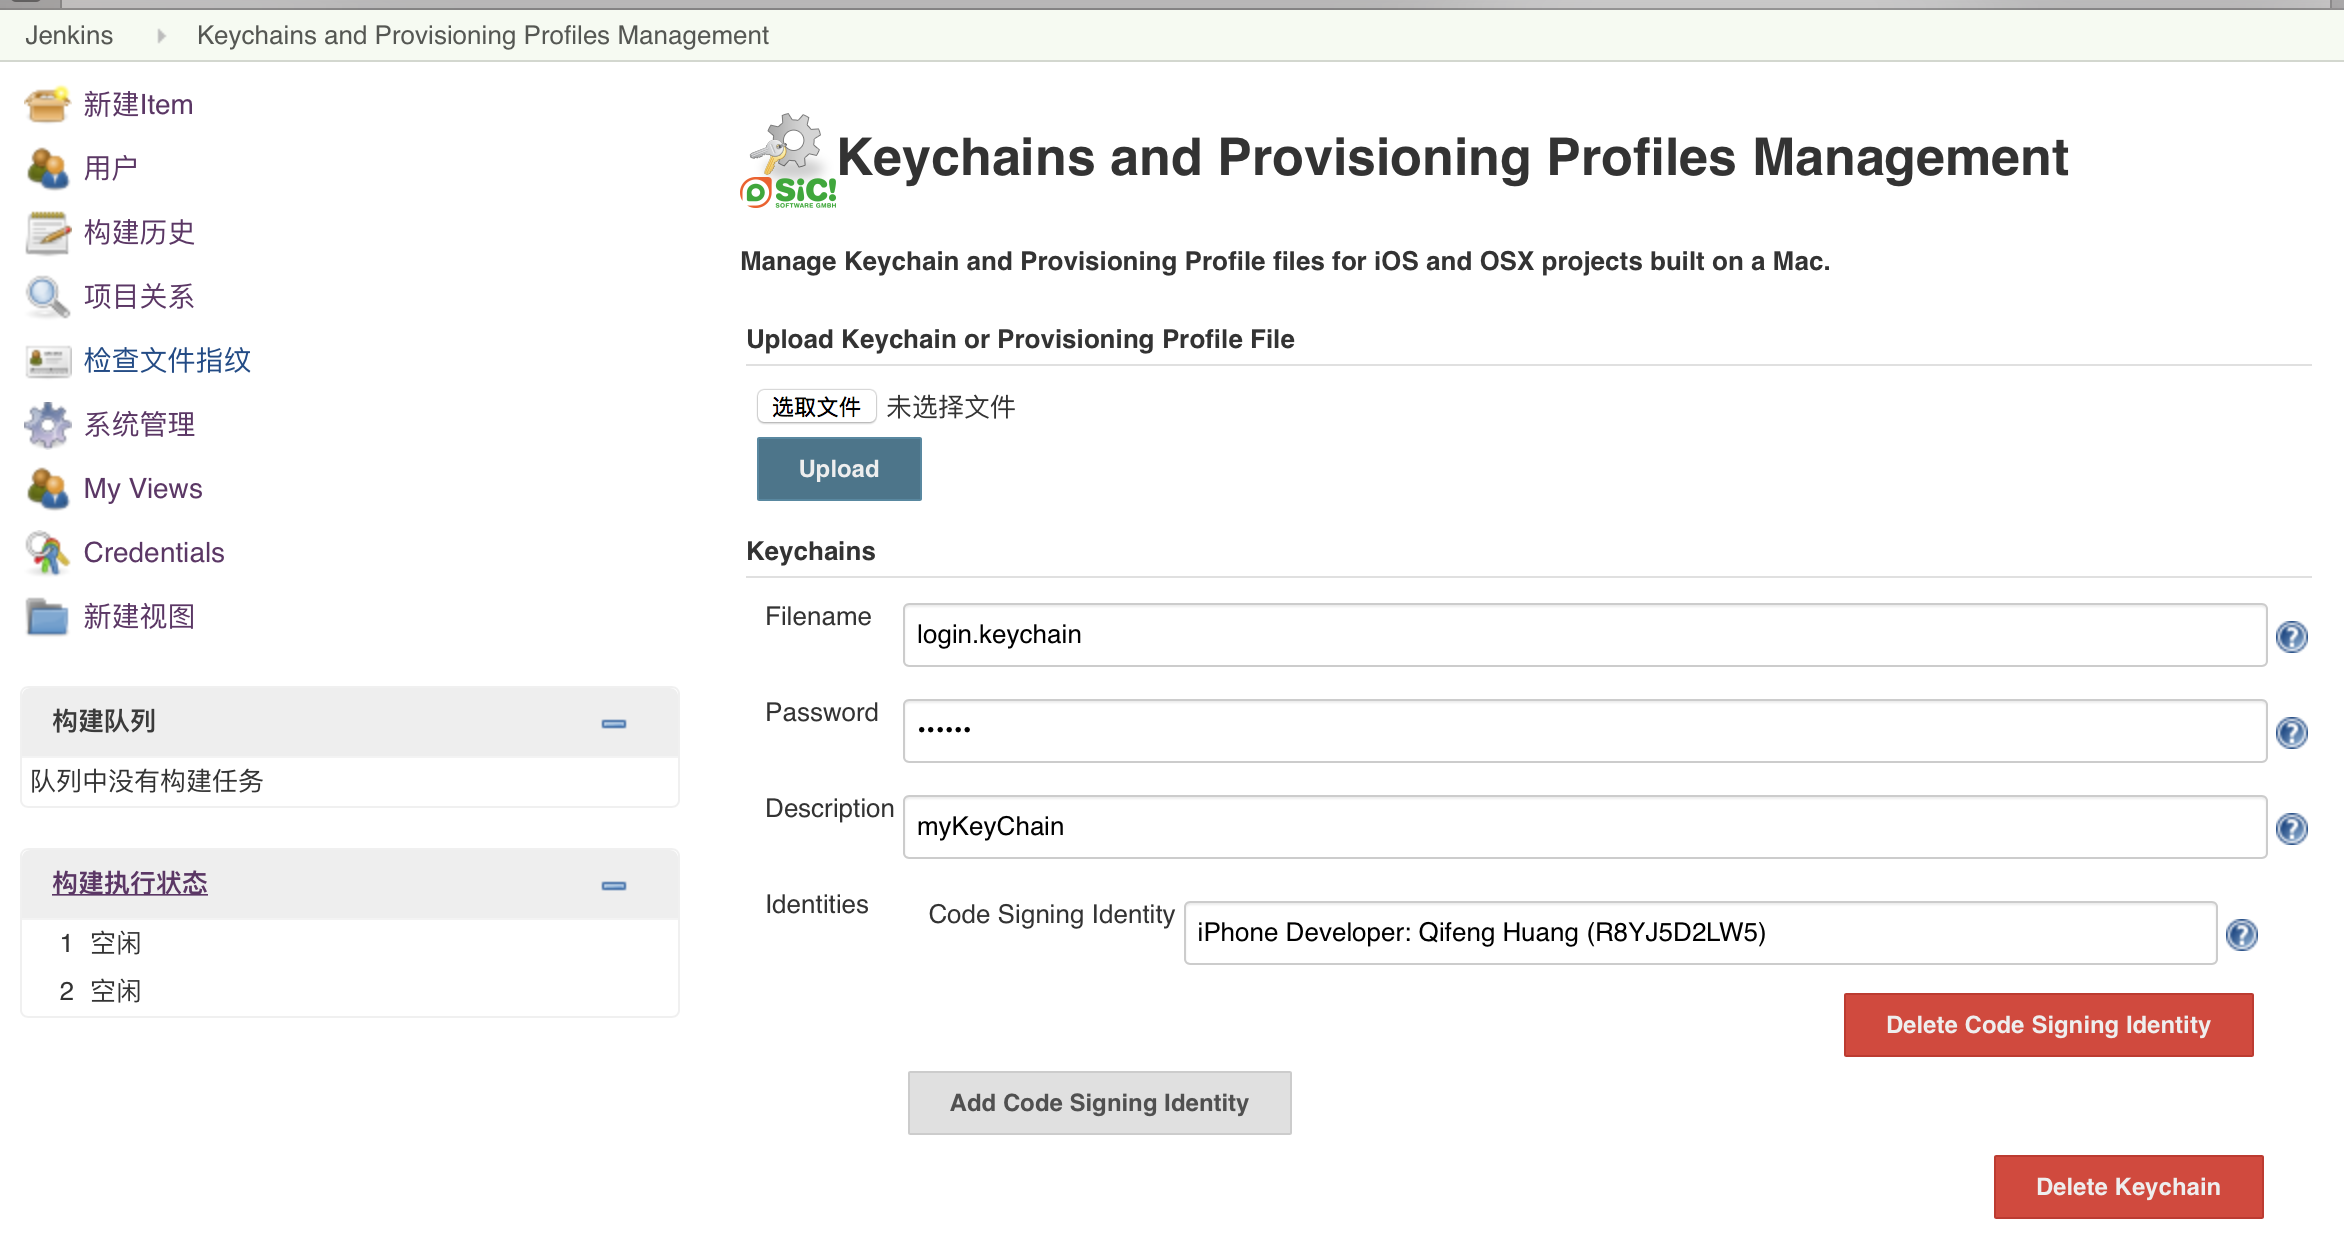 Jenkins
Keychains and Provisioning Profiles Management
新建Item
用户
构建历史
项目关系
检查文件指纹
系统管理
My Views
Credentials
新建视图
构建队列
队列中没有构建任务
构建执行状态
1 空闲
2 空闲
SiC!
SOFTWARE GMBH
Keychains and Provisioning Profiles Management
Manage Keychain and Provisioning Profile files for iOS and OSX projects built on a Mac.
Upload Keychain or Provisioning Profile File
选取文件 未选择文件
Upload
Keychains
Filename login.keychain
Password ••••••
Description myKeyChain
Identities Code Signing Identity iPhone Developer: Qifeng Huang (R8YJ5D2LW5)
Delete Code Signing Identity
Add Code Signing Identity
Delete Keychain